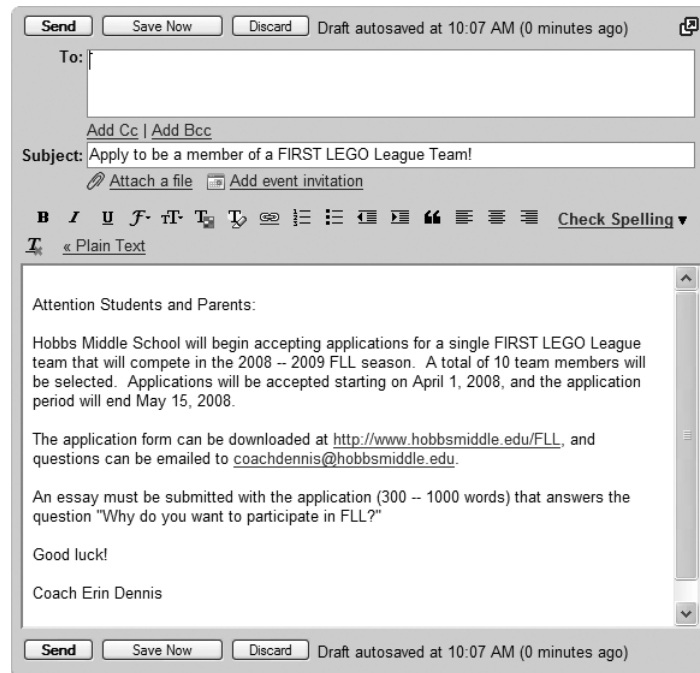 Send Save Now Discard Draft autosaved at 10:07 AM (0 minutes ago)
To:
Add Cc | Add Bcc
Subject: Apply to be a member of a FIRST LEGO League Team!
Attach a file Add event invitation
B I U F T T T Check Spelling ▼
T « Plain Text
Attention Students and Parents:
Hobbs Middle School will begin accepting applications for a single FIRST LEGO League
team that will compete in the 2008 -- 2009 FLL season. A total of 10 team members will
be selected. Applications will be accepted starting on April 1, 2008, and the application
period will end May 15, 2008.
The application form can be downloaded at http://www.hobbsmiddle.edu/FLL, and
questions can be emailed to coachdennis@hobbsmiddle.edu.
An essay must be submitted with the application (300 -- 1000 words) that answers the
question "Why do you want to participate in FLL?"
Good luck!
Coach Erin Dennis
Send Save Now Discard Draft autosaved at 10:07 AM (0 minutes ago)